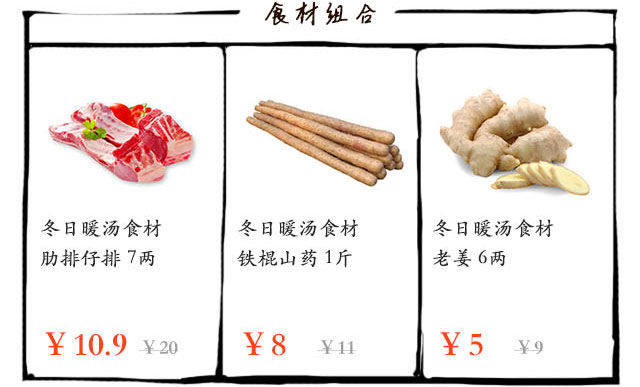 食材组合
冬日暖汤食材
肋排仔排 7两
￥10.9 ￥20
冬日暖汤食材
铁棍山药 1斤
￥8 ￥11
冬日暖汤食材
老姜 6两
￥5 ￥9